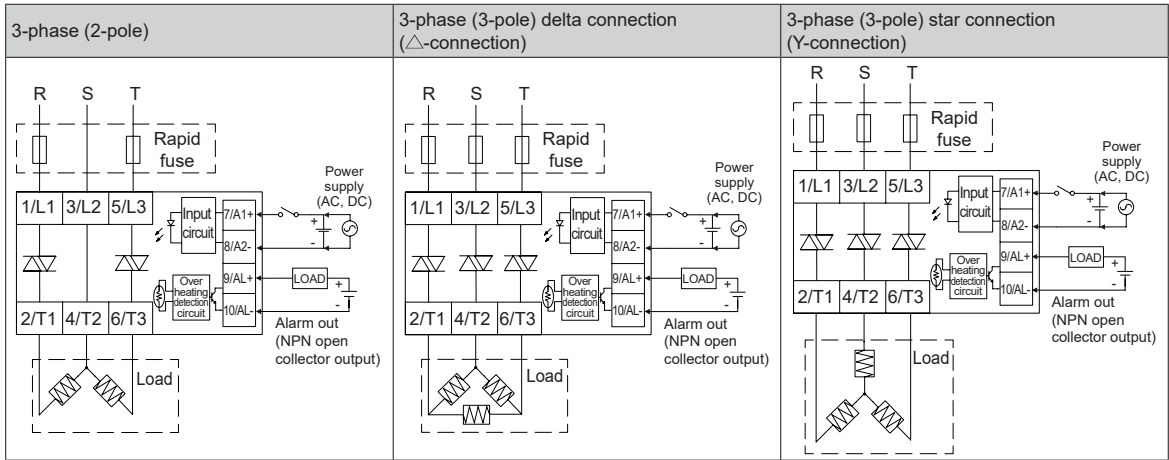 3-phase (2-pole)
3-phase (3-pole) delta connection
(△-connection)
3-phase (3-pole) star connection
(Y-connection)
R S T
Rapid
fuse
Power
supply
(AC, DC)
1/L1 3/L2 5/L3
Input
circuit
7/A1+
+
-
8/A2-
Over
heating
detection
circuit
9/AL+
LOAD
+
-
10/AL-
2/T1 4/T2 6/T3
Alarm out
(NPN open
collector output)
Load
R S T
Rapid
fuse
Power
supply
(AC, DC)
1/L1 3/L2 5/L3
Input
circuit
7/A1+
+
-
8/A2-
Over
heating
detection
circuit
9/AL+
LOAD
+
-
10/AL-
2/T1 4/T2 6/T3
Alarm out
(NPN open
collector output)
Load
R S T
Rapid
fuse
Power
supply
(AC, DC)
1/L1 3/L2 5/L3
Input
circuit
7/A1+
+
-
8/A2-
Over
heating
detection
circuit
9/AL+
LOAD
+
-
10/AL-
2/T1 4/T2 6/T3
Alarm out
(NPN open
collector output)
Load